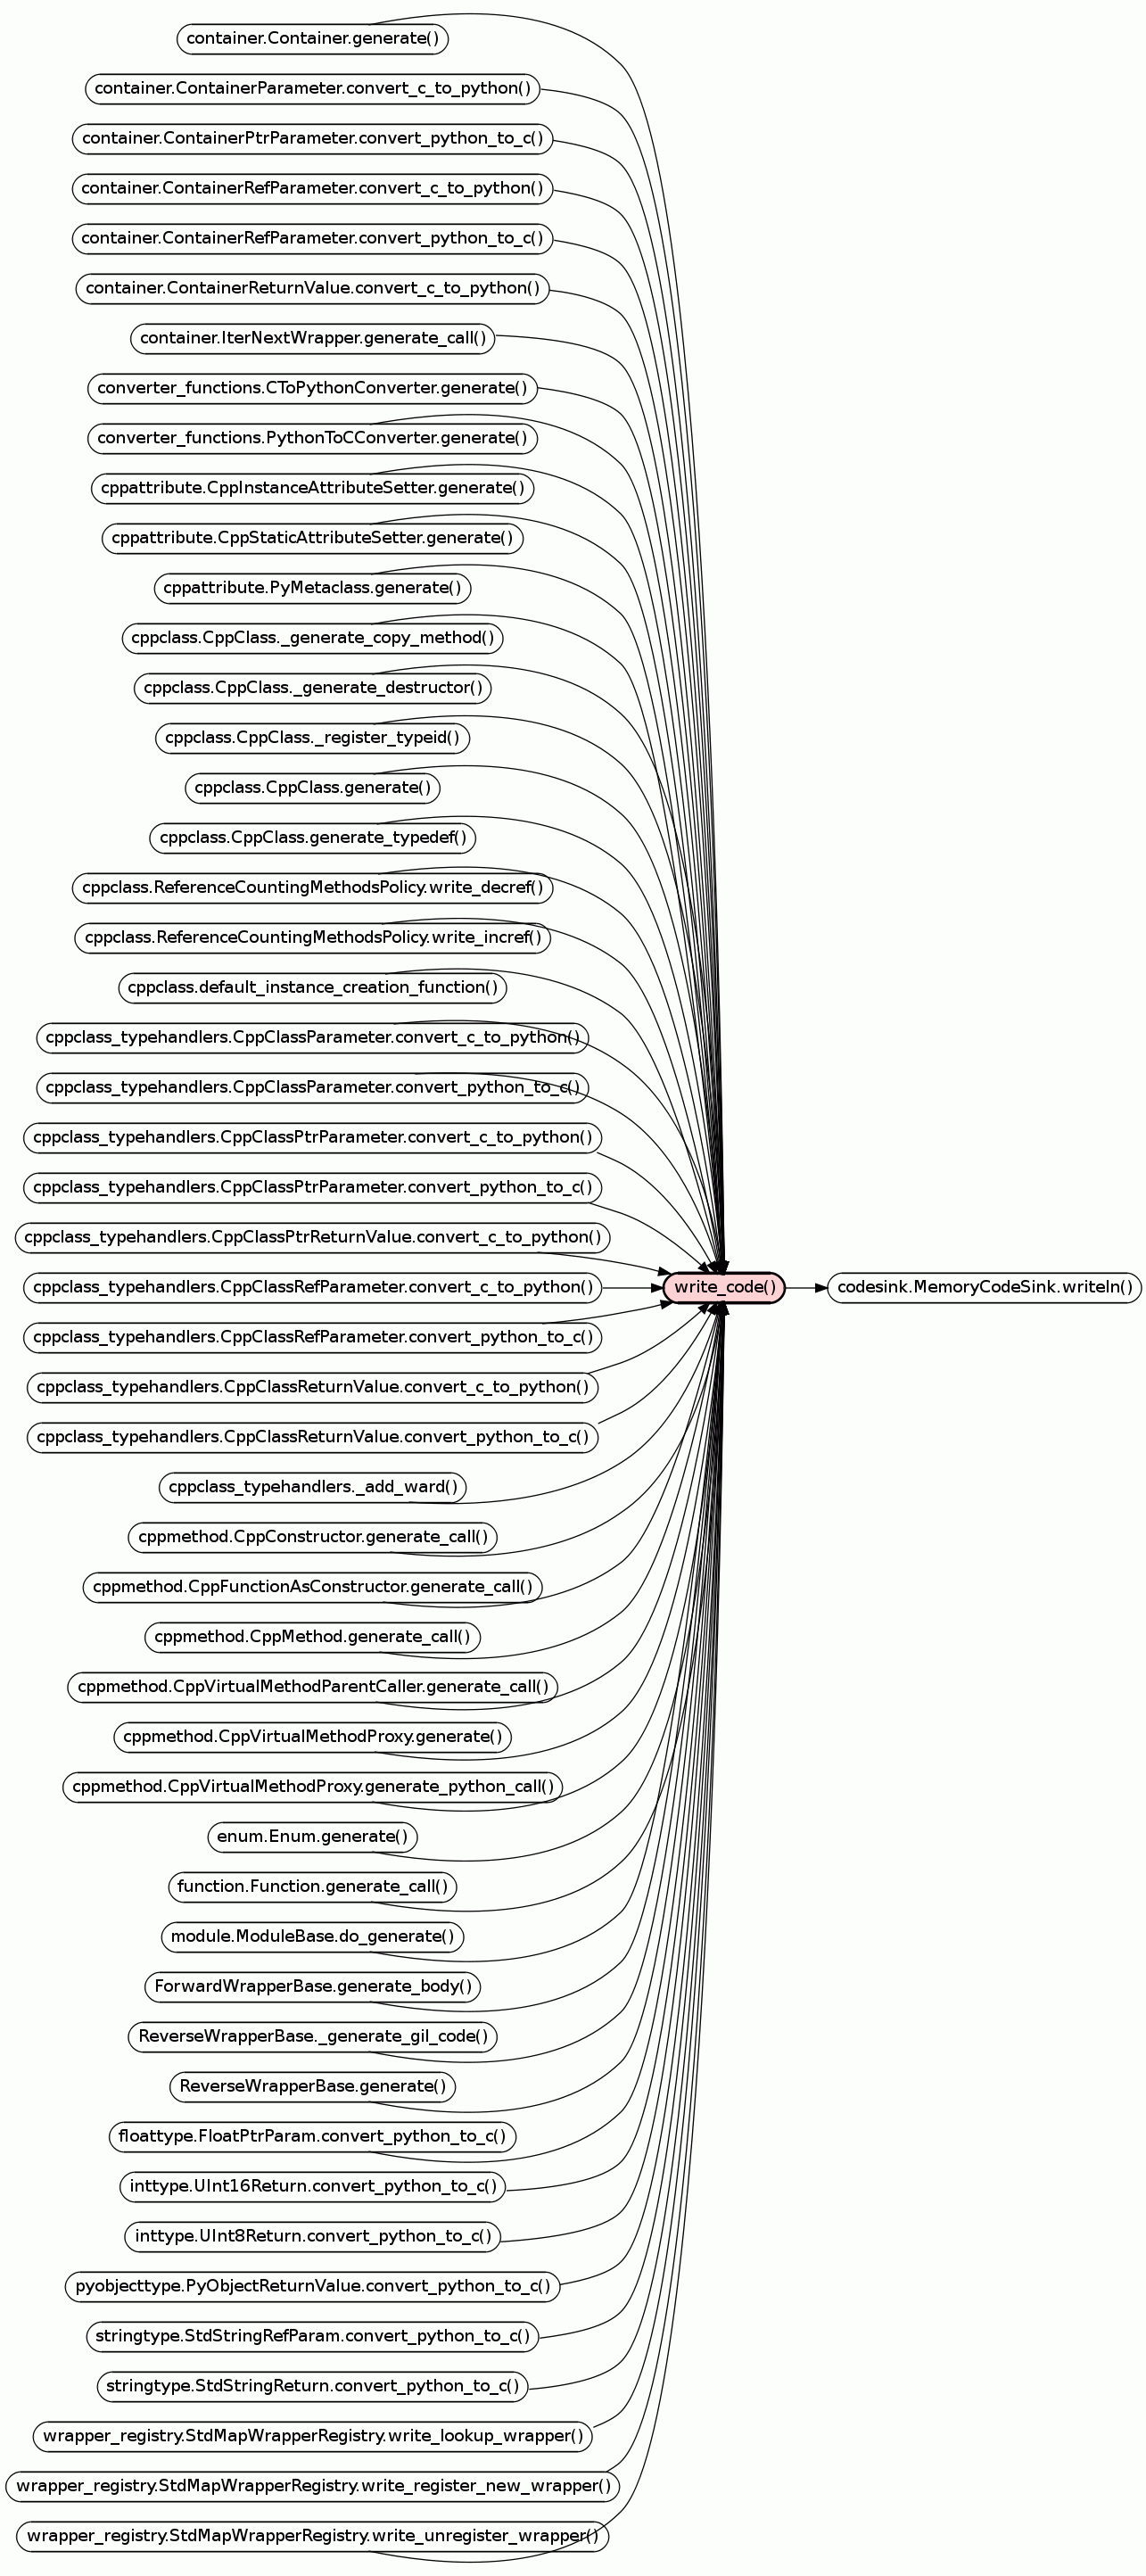 container.Container.generate()
container.ContainerParameter.convert_c_to_python()
container.ContainerPtrParameter.convert_python_to_c()
container.ContainerRefParameter.convert_c_to_python()
container.ContainerRefParameter.convert_python_to_c()
container.ContainerReturnValue.convert_c_to_python()
container.IterNextWrapper.generate_call()
converter_functions.CToPythonConverter.generate()
converter_functions.PythonToCConverter.generate()
cppattribute.CppInstanceAttributeSetter.generate()
cppattribute.CppStaticAttributeSetter.generate()
cppattribute.PyMetaclass.generate()
cppclass.CppClass._generate_copy_method()
cppclass.CppClass._generate_destructor()
cppclass.CppClass._register_typeid()
cppclass.CppClass.generate()
cppclass.CppClass.generate_typedef()
cppclass.ReferenceCountingMethodsPolicy.write_decref()
cppclass.ReferenceCountingMethodsPolicy.write_incref()
cppclass.default_instance_creation_function()
cppclass_typehandlers.CppClassParameter.convert_c_to_python()
cppclass_typehandlers.CppClassParameter.convert_python_to_c()
cppclass_typehandlers.CppClassPtrParameter.convert_c_to_python()
cppclass_typehandlers.CppClassPtrParameter.convert_python_to_c()
cppclass_typehandlers.CppClassPtrReturnValue.convert_c_to_python()
cppclass_typehandlers.CppClassRefParameter.convert_c_to_python()
write_code()
codesink.MemoryCodeSink.writeln()
cppclass_typehandlers.CppClassRefParameter.convert_python_to_c()
cppclass_typehandlers.CppClassReturnValue.convert_c_to_python()
cppclass_typehandlers.CppClassReturnValue.convert_python_to_c()
cppclass_typehandlers._add_ward()
cppmethod.CppConstructor.generate_call()
cppmethod.CppFunctionAsConstructor.generate_call()
cppmethod.CppMethod.generate_call()
cppmethod.CppVirtualMethodParentCaller.generate_call()
cppmethod.CppVirtualMethodProxy.generate()
cppmethod.CppVirtualMethodProxy.generate_python_call()
enum.Enum.generate()
function.Function.generate_call()
module.ModuleBase.do_generate()
ForwardWrapperBase.generate_body()
ReverseWrapperBase._generate_gil_code()
ReverseWrapperBase.generate()
floattype.FloatPtrParam.convert_python_to_c()
inttype.UInt16Return.convert_python_to_c()
inttype.UInt8Return.convert_python_to_c()
pyobjecttype.PyObjectReturnValue.convert_python_to_c()
stringtype.StdStringRefParam.convert_python_to_c()
stringtype.StdStringReturn.convert_python_to_c()
wrapper_registry.StdMapWrapperRegistry.write_lookup_wrapper()
wrapper_registry.StdMapWrapperRegistry.write_register_new_wrapper()
wrapper_registry.StdMapWrapperRegistry.write_unregister_wrapper()